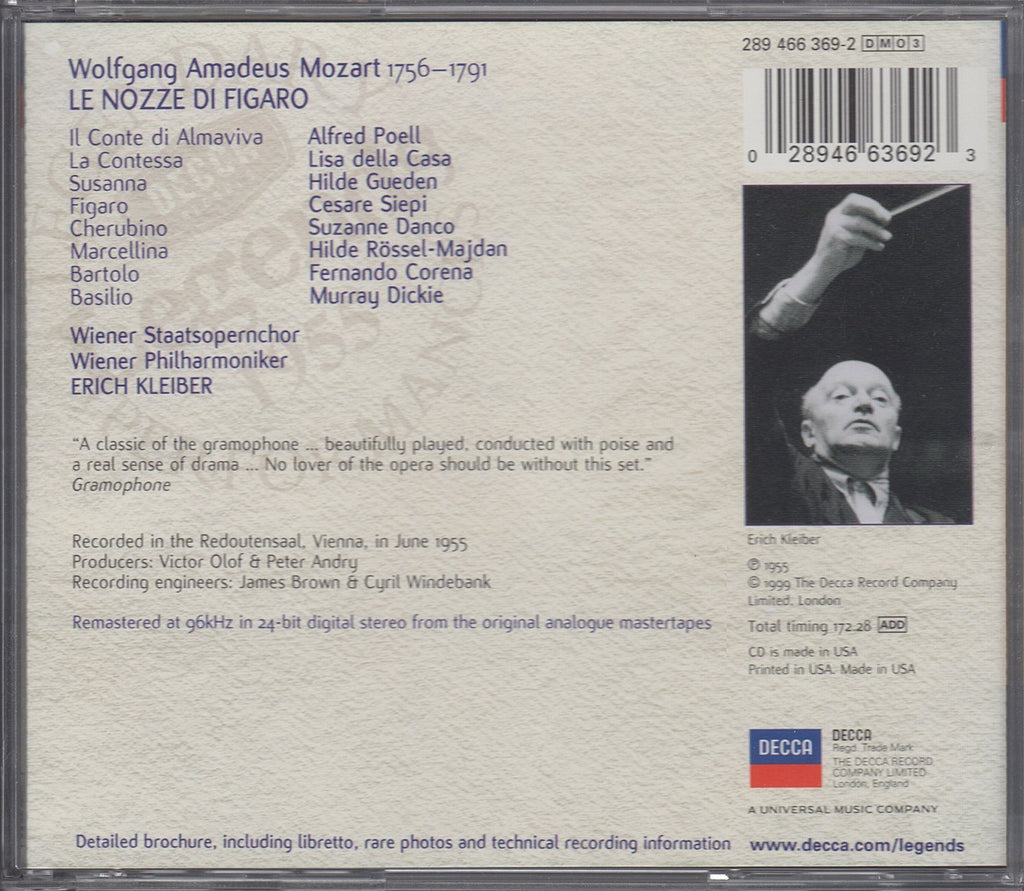 Wolfgang Amadeus Mozart 1756–1791
LE NOZZE DI FIGARO
Il Conte di Almaviva Alfred Poell
La Contessa Lisa della Casa
Susanna Hilde Gueden
Figaro Cesare Siepi
Cherubino Suzanne Danco
Marcellina Hilde Rössel-Majdan
Bartolo Fernando Corena
Basilio Murray Dickie
Wiener Staatsopernchor
Wiener Philharmoniker
ERICH KLEIBER
“A classic of the gramophone ... beautifully played, conducted with poise and
a real sense of drama ... No lover of the opera should be without this set.”
Gramophone
Recorded in the Redoutensaal, Vienna, in June 1955
Producers: Victor Olof & Peter Andry
Recording engineers: James Brown & Cyril Windebank
Remastered at 96kHz in 24-bit digital stereo from the original analogue mastertapes
Detailed brochure, including libretto, rare photos and technical recording information
289 466 369-2 DMO3
0 28946 63692 3
Erich Kleiber
℗ 1955
© 1999 The Decca Record Company
Limited, London
Total timing 172.28 ADD
CD is made in USA
Printed in USA. Made in USA
DECCA
DECCA
Regd. Trade Mark
THE DECCA RECORD
COMPANY LIMITED
London, England
A UNIVERSAL MUSIC COMPANY
www.decca.com/legends